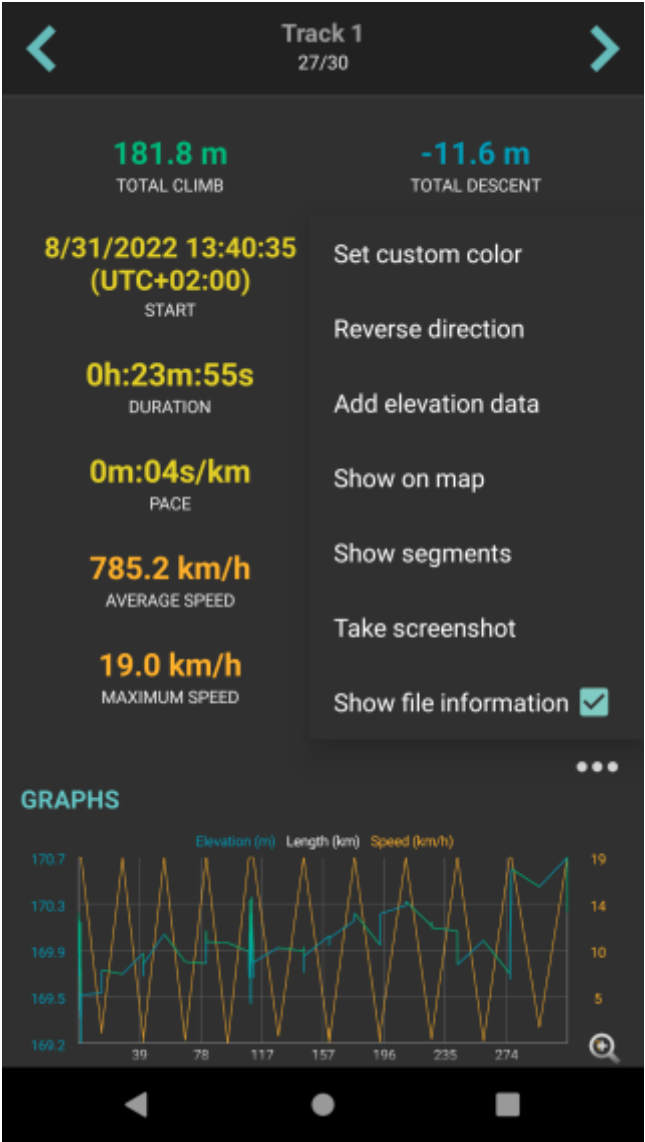 Track 1
27/30
181.8 m
TOTAL CLIMB
-11.6 m
TOTAL DESCENT
8/31/2022 13:40:35
(UTC+02:00)
START
0h:23m:55s
DURATION
0m:04s/km
PACE
785.2 km/h
AVERAGE SPEED
19.0 km/h
MAXIMUM SPEED
Set custom color
Reverse direction
Add elevation data
Show on map
Show segments
Take screenshot
Show file information
GRAPHS
Elevation (m) Length (km) Speed (km/h)
170.7 19
170.3 14
169.9 10
169.5 5
169.2
39 78 117 157 196 235 274